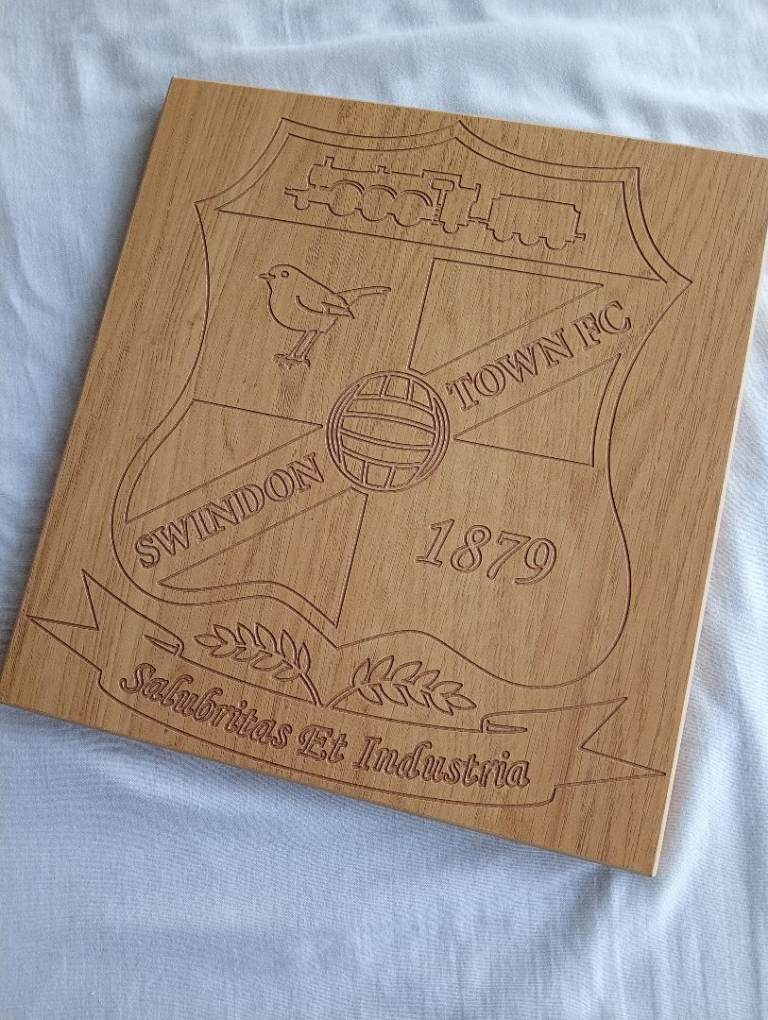 TOWN FC
SWINDON
1879
Salubritas Et Industria